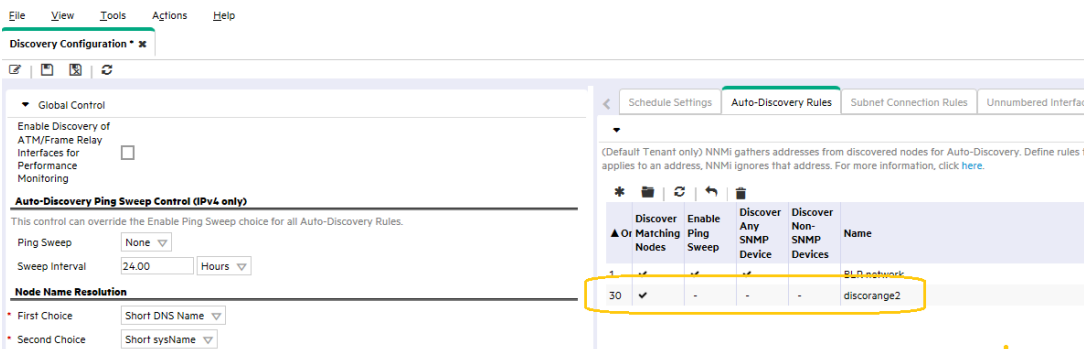 File View Tools Actions Help
Discovery Configuration * ✖
Global Control
Enable Discovery of
ATM/Frame Relay
Interfaces for
Performance
Monitoring
Auto-Discovery Ping Sweep Control (IPv4 only)
This control can override the Enable Ping Sweep choice for all Auto-Discovery Rules.
Ping Sweep None
Sweep Interval 24.00 Hours
Node Name Resolution
* First Choice Short DNS Name
* Second Choice Short sysName
Schedule Settings Auto-Discovery Rules Subnet Connection Rules Unnumbered Interfac
(Default Tenant only) NNMi gathers addresses from discovered nodes for Auto-Discovery. Define rules t
applies to an address, NNMi ignores that address. For more information, click here.
▲Or Discover Matching Nodes Enable Ping Sweep Discover Any SNMP Device Discover Non-SNMP Devices Name
1 ✔ ✔ ✔ BLR network
30 ✔ - - - discorange2